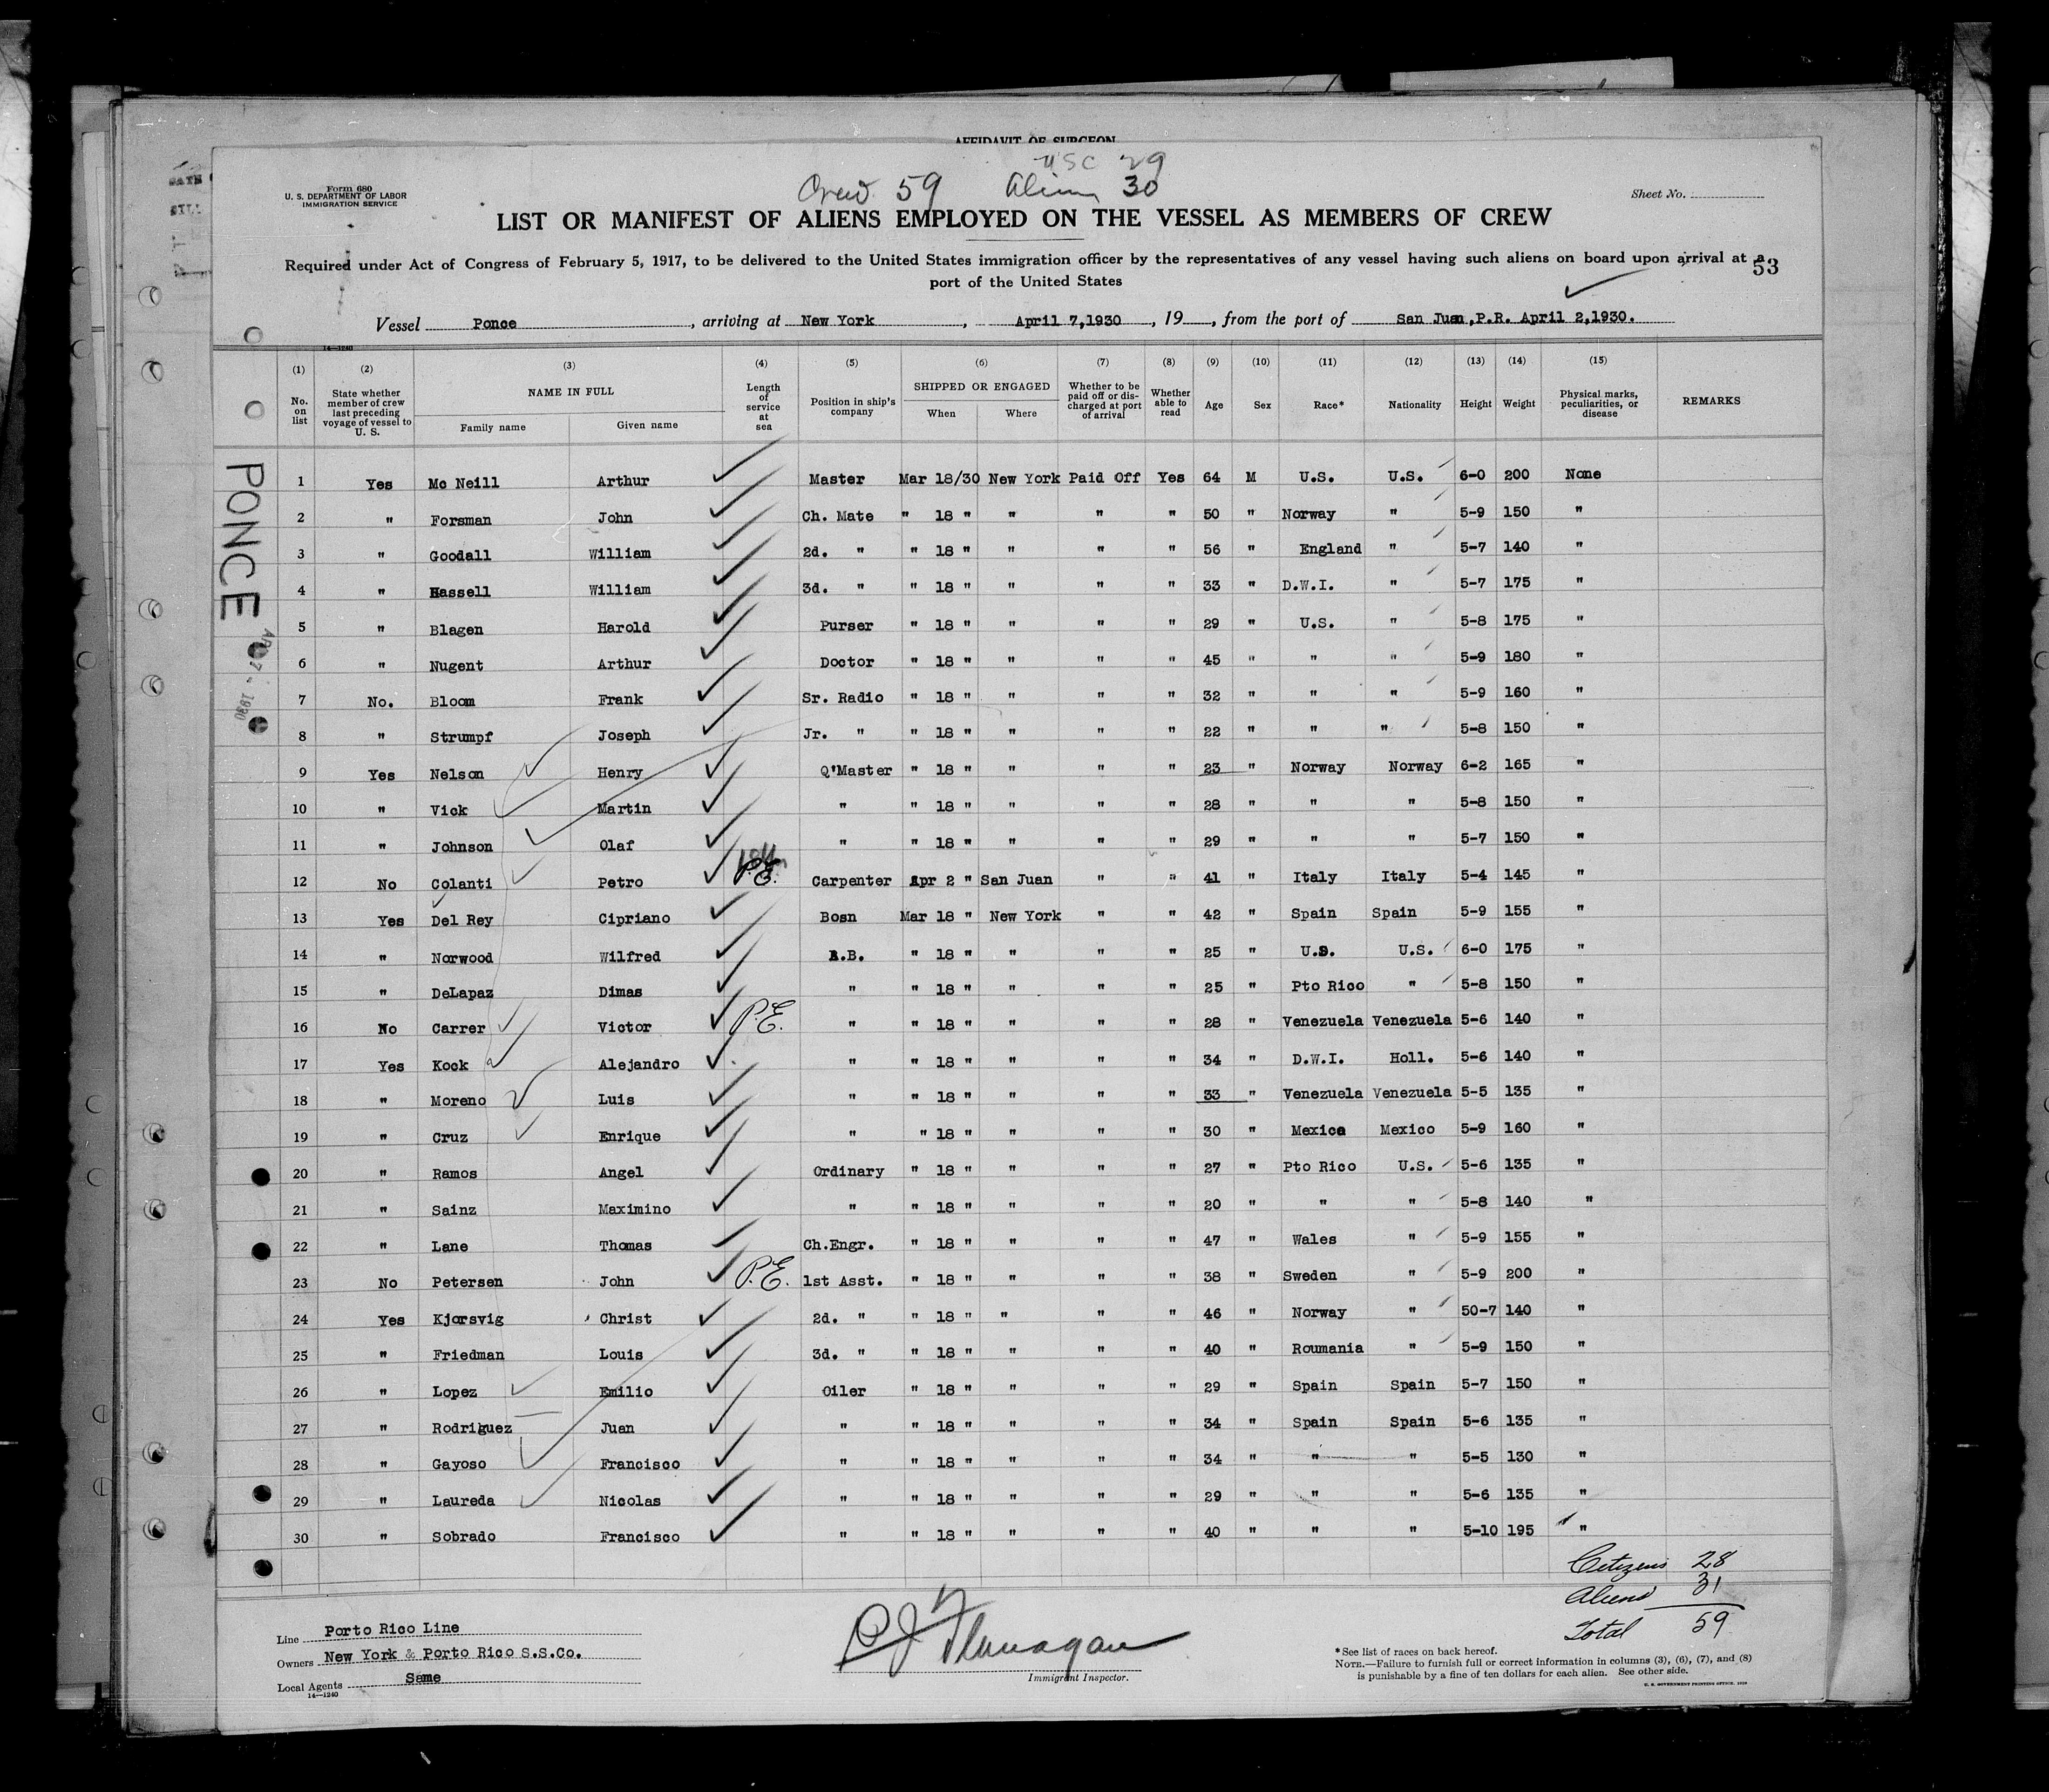 AFFIDAVIT OF SURGEON
USC 29
Crew 59 Aliens 30
Form 680
U. S. DEPARTMENT OF LABOR
IMMIGRATION SERVICE
Sheet No.
LIST OR MANIFEST OF ALIENS EMPLOYED ON THE VESSEL AS MEMBERS OF CREW
Required under Act of Congress of February 5, 1917, to be delivered to the United States immigration officer by the representatives of any vessel having such aliens on board upon arrival at a
port of the United States
53
Vessel Ponce, arriving at New York, April 7,1930, 19, from the port of San Juan,P.R. April 2,1930.
14—1240
(1) (2) (3) (4) (5) (6) (7) (8) (9) (10) (11) (12) (13) (14) (15)
No. on list | State whether member of crew last preceding voyage of vessel to U. S. | NAME IN FULL | Family name | Given name | Length of service at sea | Position in ship's company | SHIPPED OR ENGAGED | When | Where | Whether to be paid off or discharged at port of arrival | Whether able to read | Age | Sex | Race* | Nationality | Height | Weight | Physical marks, peculiarities, or disease | REMARKS
PONCE
APR 7 - 1930
1 Yes Mc Neill Arthur Master Mar 18/30 New York Paid Off Yes 64 M U.S. U.S. 6-0 200 None
2 " Forsman John Ch. Mate " 18 " " " " 50 " Norway " 5-9 150 "
3 " Goodall William 2d. " " 18 " " " " 56 " England " 5-7 140 "
4 " Hassell William 3d. " " 18 " " " " 33 " D.W.I. " 5-7 175 "
5 " Blagen Harold Purser " 18 " " " " 29 " U.S. " 5-8 175 "
6 " Nugent Arthur Doctor " 18 " " " " 45 " " " 5-9 180 "
7 No. Bloom Frank Sr. Radio " 18 " " " " 32 " " " 5-9 160 "
8 " Strumpf Joseph Jr. " " 18 " " " " 22 " " " 5-8 150 "
9 Yes Nelson Henry Q'Master " 18 " " " " 23 " Norway Norway 6-2 165 "
10 " Vick Martin " " 18 " " " " 28 " " " 5-8 150 "
11 " Johnson Olaf " " 18 " " " " 29 " " " 5-7 150 "
12 No Colanti Petro P.E. Carpenter Apr 2 " San Juan " " 41 " Italy Italy 5-4 145 "
13 Yes Del Rey Cipriano Bosn Mar 18 " New York " " 42 " Spain Spain 5-9 155 "
14 " Norwood Wilfred A.B. " 18 " " " " 25 " U.S. U.S. 6-0 175 "
15 " DeLapaz Dimas " " 18 " " " " 25 " Pto Rico " 5-8 150 "
16 No Carrer Victor P.E. " " 18 " " " " 28 " Venezuela Venezuela 5-6 140 "
17 Yes Kock Alejandro " " 18 " " " " 34 " D.W.I. Holl. 5-6 140 "
18 " Moreno Luis " " 18 " " " " 33 " Venezuela Venezuela 5-5 135 "
19 " Cruz Enrique " " 18 " " " " 30 " Mexico Mexico 5-9 160 "
20 " Ramos Angel Ordinary " 18 " " " " 27 " Pto Rico U.S. 5-6 135 "
21 " Sainz Maximino " " 18 " " " " 20 " " " 5-8 140 "
22 " Lane Thomas Ch.Engr. " 18 " " " " 47 " Wales " 5-9 155 "
23 No Petersen John P.E. 1st Asst. " 18 " " " " 38 " Sweden " 5-9 200 "
24 Yes Kjorsvig Christ 2d. " " 18 " " " " 46 " Norway " 50-7 140 "
25 " Friedman Louis 3d. " " 18 " " " " 40 " Roumania " 5-9 150 "
26 " Lopez Emilio Oiler " 18 " " " " 29 " Spain Spain 5-7 150 "
27 " Rodriguez Juan " " 18 " " " " 34 " Spain Spain 5-6 135 "
28 " Gayoso Francisco " " 18 " " " " 34 " " " 5-5 130 "
29 " Laureda Nicolas " " 18 " " " " 29 " " " 5-6 135 "
30 " Sobrado Francisco " " 18 " " " " 40 " " " 5-10 195 "
Citizens 28
Aliens 31
Total 59
Line Porto Rico Line
Owners New York & Porto Rico S.S.Co.
Local Agents Same
14—1240
P J Flanagan
Immigrant Inspector.
*See list of races on back hereof.
NOTE.—Failure to furnish full or correct information in columns (3), (6), (7), and (8)
is punishable by a fine of ten dollars for each alien. See other side.
U. S. GOVERNMENT PRINTING OFFICE: 1929